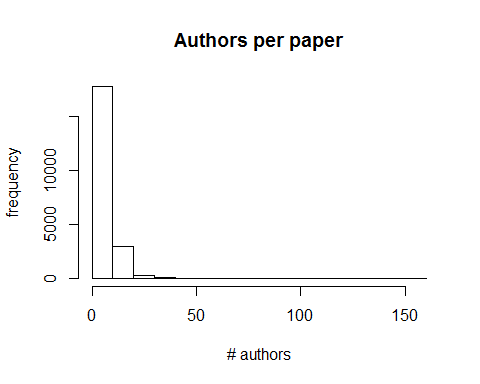 Authors per paper
frequency
10000
5000
0
0 50 100 150
# authors